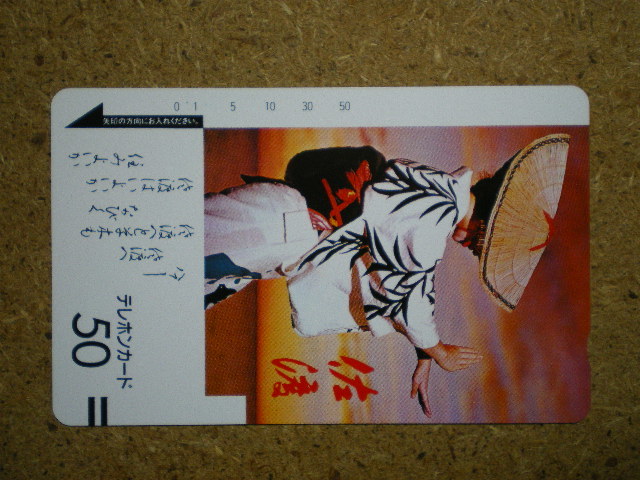 0 1 5 10 30 50
矢印の方向にお入れください。
ハー
佐渡へ
佐渡へと草木も
なびく
佐渡はいよいか
住みよいか
佐渡
テレホンカード
50